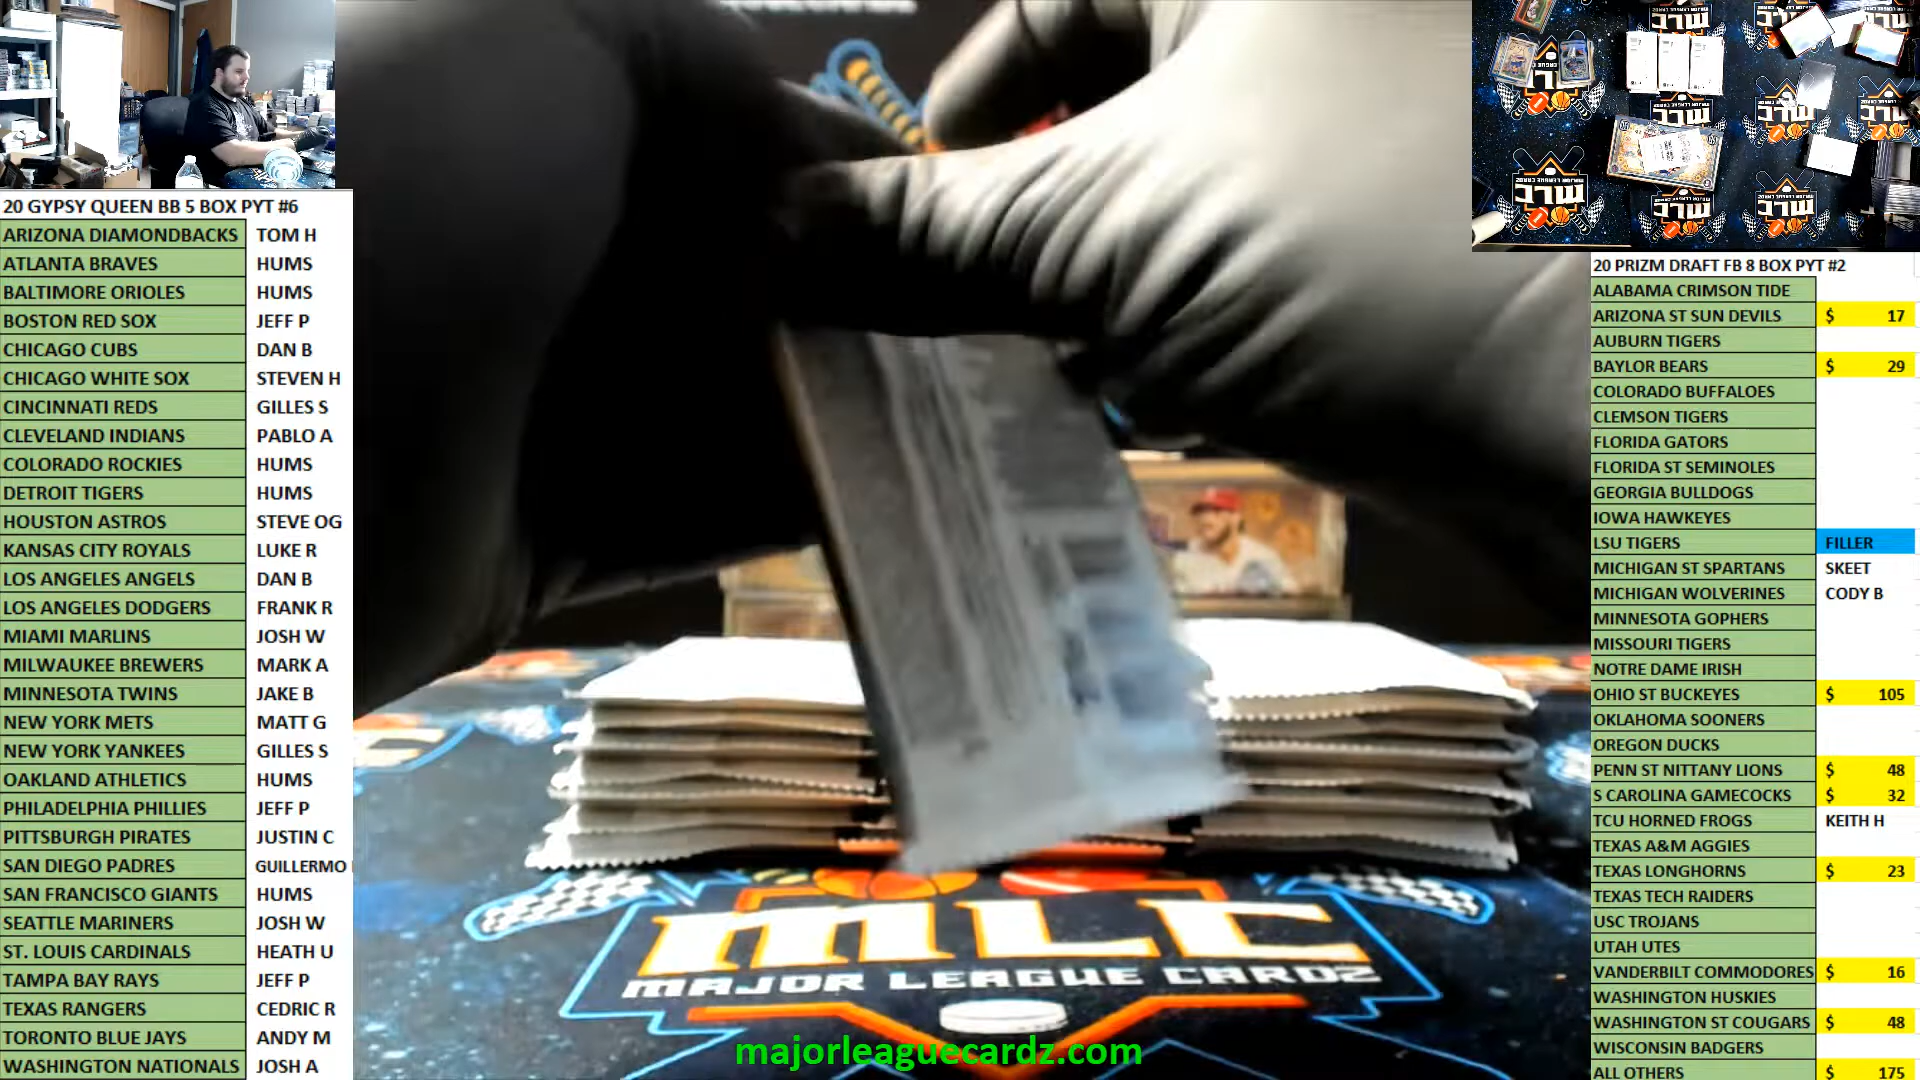 20 GYPSY QUEEN BB 5 BOX PYT #6
ARIZONA DIAMONDBACKS TOM H
ATLANTA BRAVES HUMS
BALTIMORE ORIOLES HUMS
BOSTON RED SOX JEFF P
CHICAGO CUBS DAN B
CHICAGO WHITE SOX STEVEN H
CINCINNATI REDS GILLES S
CLEVELAND INDIANS PABLO A
COLORADO ROCKIES HUMS
DETROIT TIGERS HUMS
HOUSTON ASTROS STEVE OG
KANSAS CITY ROYALS LUKE R
LOS ANGELES ANGELS DAN B
LOS ANGELES DODGERS FRANK R
MIAMI MARLINS JOSH W
MILWAUKEE BREWERS MARK A
MINNESOTA TWINS JAKE B
NEW YORK METS MATT G
NEW YORK YANKEES GILLES S
OAKLAND ATHLETICS HUMS
PHILADELPHIA PHILLIES JEFF P
PITTSBURGH PIRATES JUSTIN C
SAN DIEGO PADRES GUILLERMO
SAN FRANCISCO GIANTS HUMS
SEATTLE MARINERS JOSH W
ST. LOUIS CARDINALS HEATH U
TAMPA BAY RAYS JEFF P
TEXAS RANGERS CEDRIC R
TORONTO BLUE JAYS ANDY M
WASHINGTON NATIONALS JOSH A
MLC
MAJOR LEAGUE CARDZ
majorleaguecardz.com
20 PRIZM DRAFT FB 8 BOX PYT #2
ALABAMA CRIMSON TIDE
ARIZONA ST SUN DEVILS $ 17
AUBURN TIGERS
BAYLOR BEARS $ 29
COLORADO BUFFALOES
CLEMSON TIGERS
FLORIDA GATORS
FLORIDA ST SEMINOLES
GEORGIA BULLDOGS
IOWA HAWKEYES
LSU TIGERS FILLER
MICHIGAN ST SPARTANS SKEET
MICHIGAN WOLVERINES CODY B
MINNESOTA GOPHERS
MISSOURI TIGERS
NOTRE DAME IRISH
OHIO ST BUCKEYES $ 105
OKLAHOMA SOONERS
OREGON DUCKS
PENN ST NITTANY LIONS $ 48
S CAROLINA GAMECOCKS $ 32
TCU HORNED FROGS KEITH H
TEXAS A&M AGGIES
TEXAS LONGHORNS $ 23
TEXAS TECH RAIDERS
USC TROJANS
UTAH UTES
VANDERBILT COMMODORES $ 16
WASHINGTON HUSKIES
WASHINGTON ST COUGARS $ 48
WISCONSIN BADGERS
ALL OTHERS $ 175